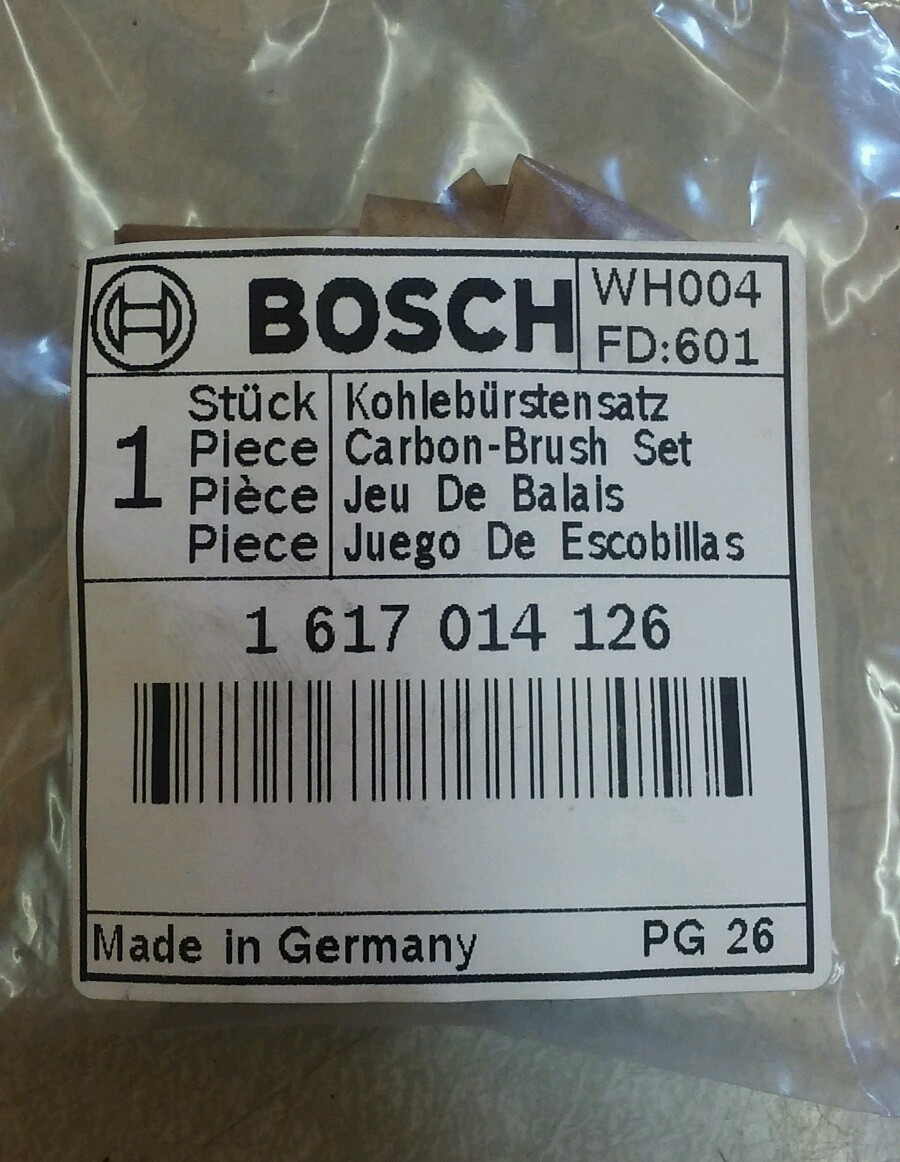 BOSCH
WH004
FD:601
1
Stück
Piece
Pièce
Piece
Kohlebürstensatz
Carbon-Brush Set
Jeu De Balais
Juego De Escobillas
1 617 014 126
Made in Germany
PG 26